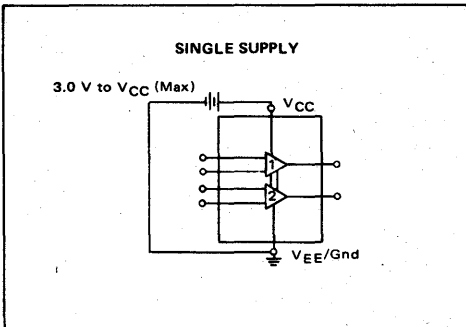 SINGLE SUPPLY
3.0 V to VCC (Max)
VCC
1
2
VEE/Gnd